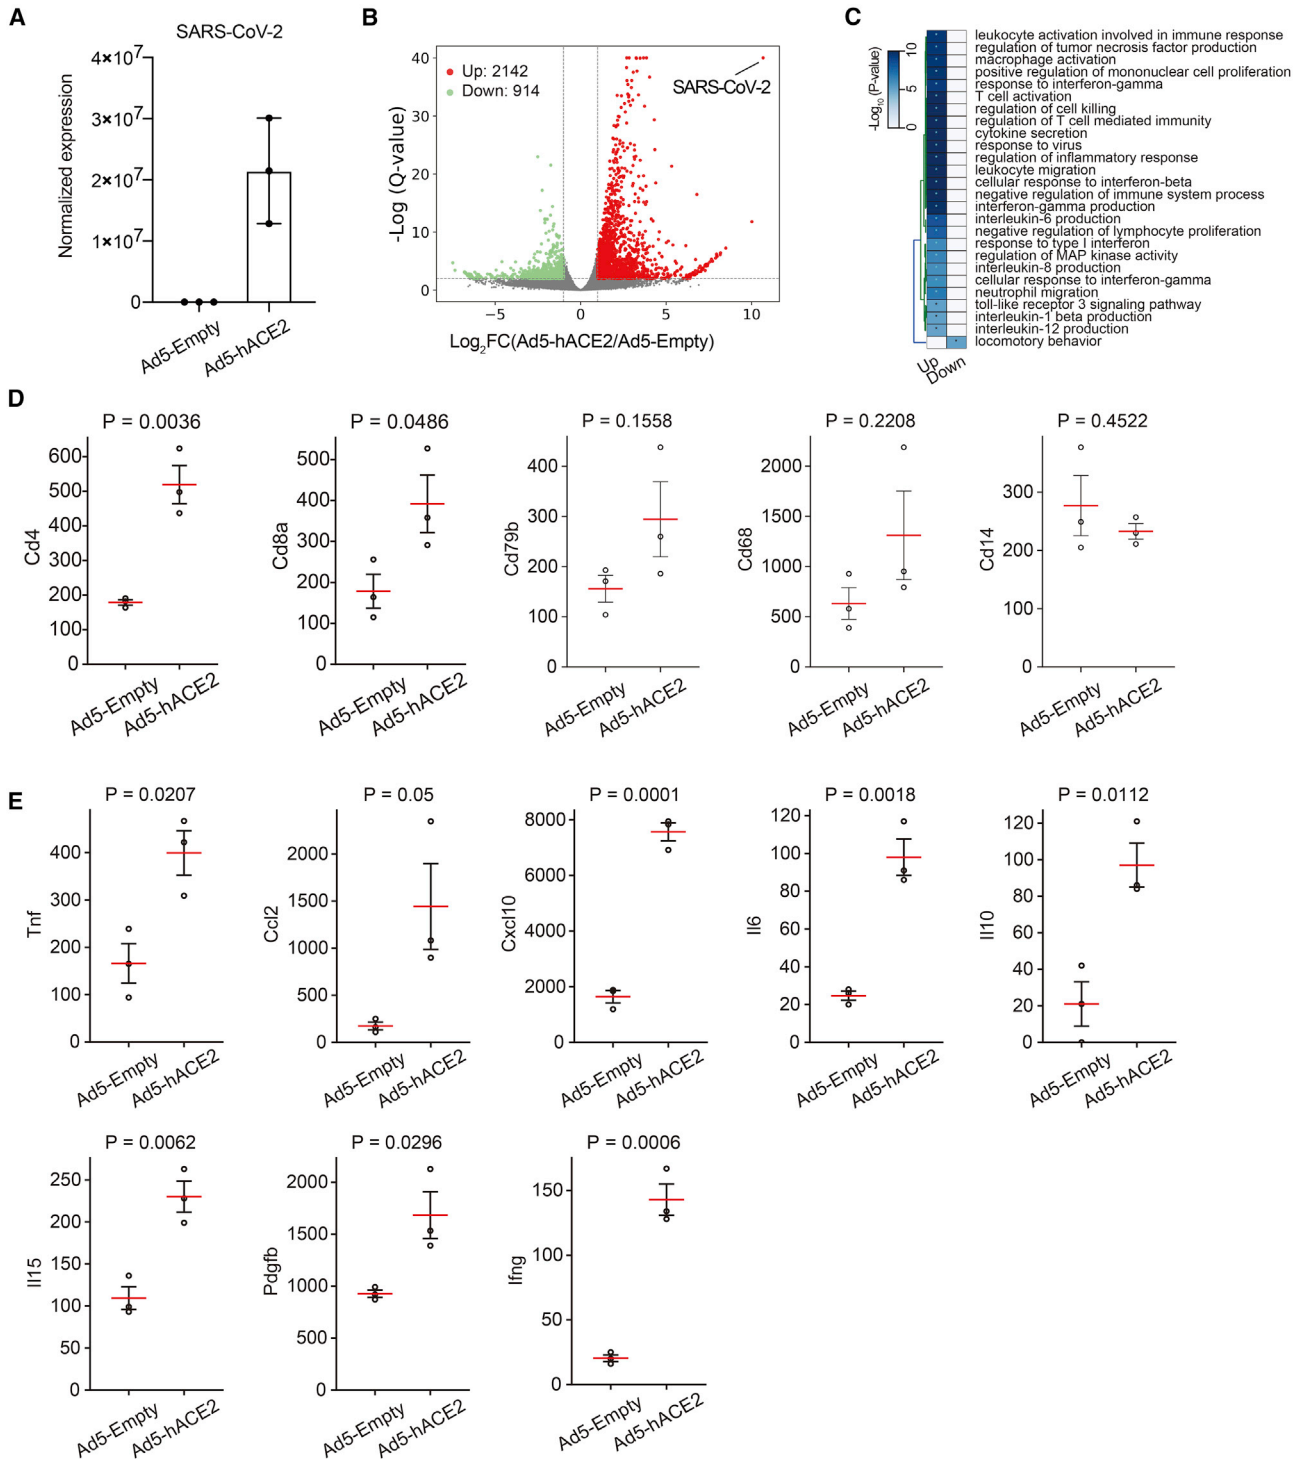 A
SARS-CoV-2
Normalized expression
4×10⁷
3×10⁷
2×10⁷
1×10⁷
0
Ad5-Empty
Ad5-hACE2
B
Up: 2142
Down: 914
SARS-CoV-2
-Log (Q-value)
40
30
20
10
0
−5 0 5 10
Log₂FC(Ad5-hACE2/Ad5-Empty)
C
-Log₁₀ (P-value)
10
5
0
leukocyte activation involved in immune response
regulation of tumor necrosis factor production
macrophage activation
positive regulation of mononuclear cell proliferation
response to interferon-gamma
T cell activation
regulation of cell killing
regulation of T cell mediated immunity
cytokine secretion
response to virus
regulation of inflammatory response
leukocyte migration
cellular response to interferon-beta
negative regulation of immune system process
interferon-gamma production
interleukin-6 production
negative regulation of lymphocyte proliferation
response to type I interferon
regulation of MAP kinase activity
interleukin-8 production
cellular response to interferon-gamma
neutrophil migration
toll-like receptor 3 signaling pathway
interleukin-1 beta production
interleukin-12 production
locomotory behavior
Up
Down
D
P = 0.0036
Cd4
600
500
400
300
200
100
0
Ad5-Empty
Ad5-hACE2
P = 0.0486
Cd8a
500
400
300
200
100
0
Ad5-Empty
Ad5-hACE2
P = 0.1558
Cd79b
400
300
200
100
0
Ad5-Empty
Ad5-hACE2
P = 0.2208
Cd68
2000
1500
1000
500
0
Ad5-Empty
Ad5-hACE2
P = 0.4522
Cd14
300
200
100
0
Ad5-Empty
Ad5-hACE2
E
P = 0.0207
Tnf
400
300
200
100
0
Ad5-Empty
Ad5-hACE2
P = 0.05
Ccl2
2000
1500
1000
500
0
Ad5-Empty
Ad5-hACE2
P = 0.0001
Cxcl10
8000
6000
4000
2000
0
Ad5-Empty
Ad5-hACE2
P = 0.0018
Il6
120
100
80
60
40
20
0
Ad5-Empty
Ad5-hACE2
P = 0.0112
Il10
120
100
80
60
40
20
0
Ad5-Empty
Ad5-hACE2
P = 0.0062
Il15
250
200
150
100
50
0
Ad5-Empty
Ad5-hACE2
P = 0.0296
Pdgfb
2000
1500
1000
500
0
Ad5-Empty
Ad5-hACE2
P = 0.0006
Ifng
150
100
50
0
Ad5-Empty
Ad5-hACE2